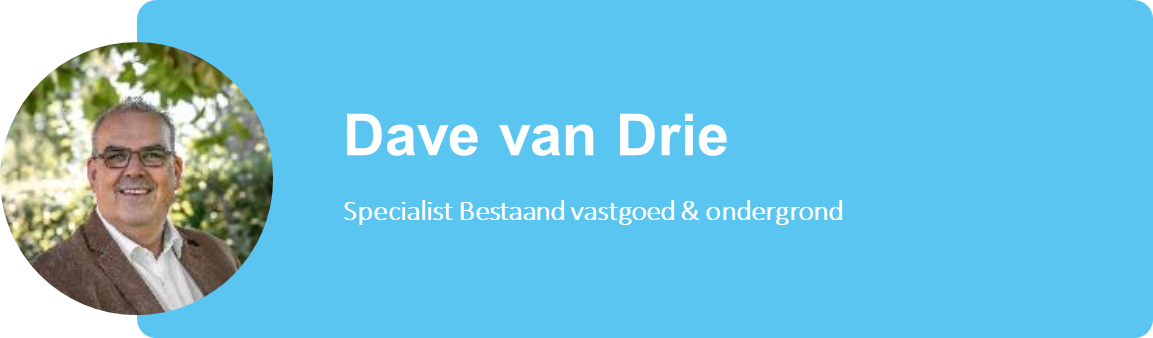 Dave van Drie
Specialist Bestaand vastgoed & ondergrond